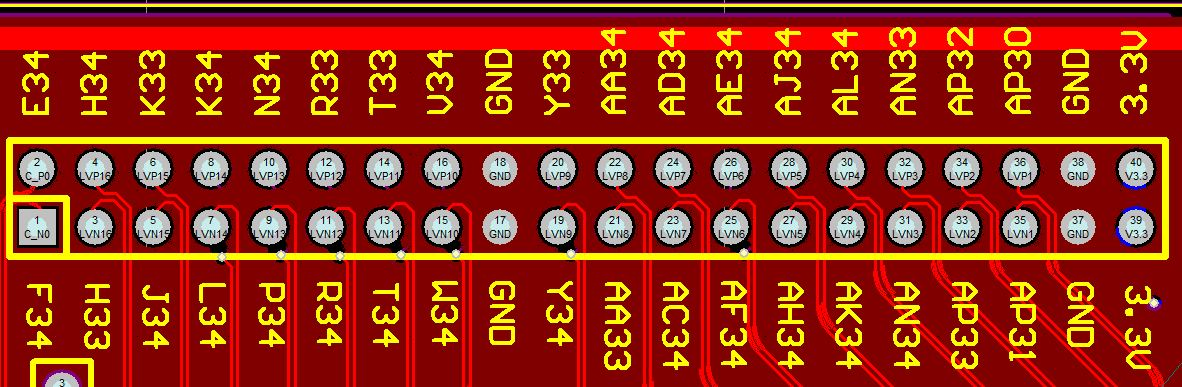 E34 H34 K33 K34 N34 R33 T33 V34 GND Y33 AA34 AD34 AE34 AJ34 AL34 AN33 AP32 AP30 GND 3.3V
2 4 6 8 10 12 14 16 18 20 22 24 26 28 30 32 34 36 38 40
C_P0 LVP16 LVP15 LVP14 LVP13 LVP12 LVP11 LVP10 GND LVP9 LVP8 LVP7 LVP6 LVP5 LVP4 LVP3 LVP2 LVP1 GND V3.3
1 3 5 7 9 11 13 15 17 19 21 23 25 27 29 31 33 35 37 39
C_N0 LVN16 LVN15 LVN14 LVN13 LVN12 LVN11 LVN10 GND LVN9 LVN8 LVN7 LVN6 LVN5 LVN4 LVN3 LVN2 LVN1 GND V3.3
F34 H33 J34 L34 P34 R34 T34 W34 GND Y34 AA33 AC34 AF34 AH34 AK34 AN34 AP33 AP31 GND 3.3V
3